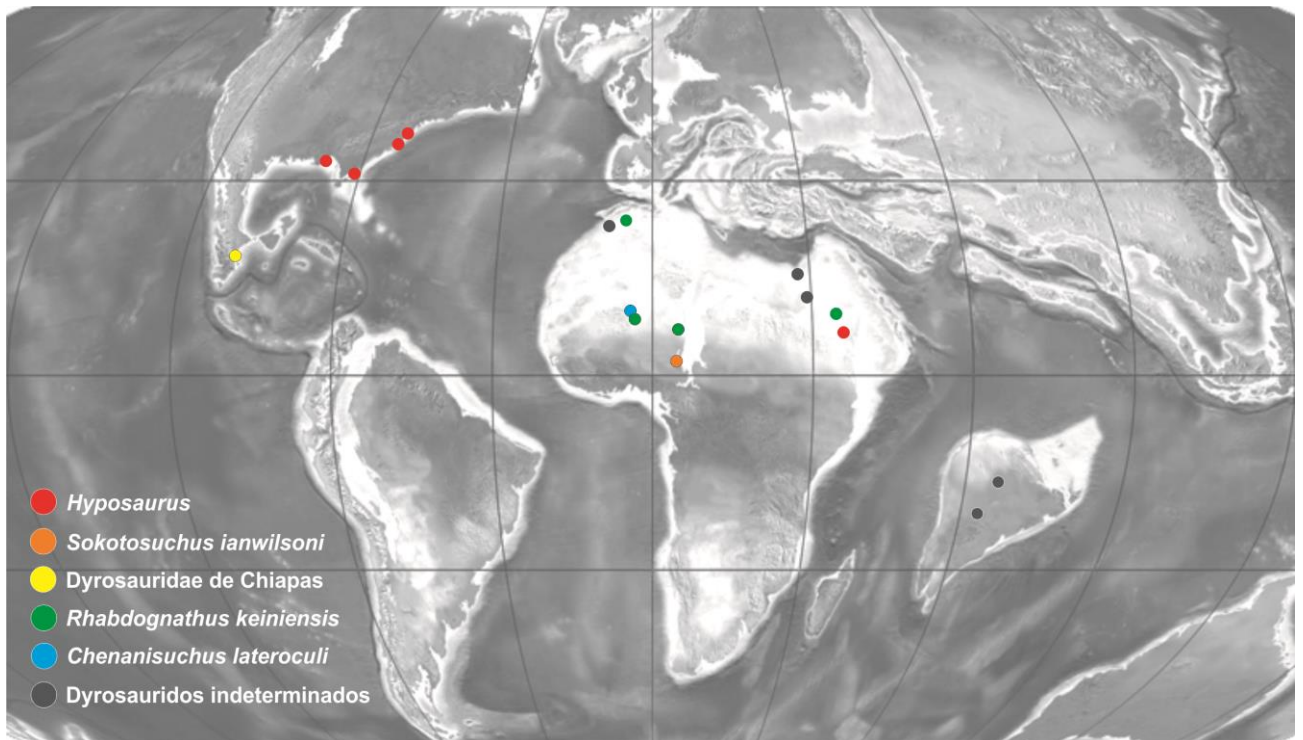 Hyposaurus
Sokotosuchus ianwilsoni
Dyrosauridae de Chiapas
Rhabdognathus keiniensis
Chenanisuchus lateroculi
Dyrosauridos indeterminados